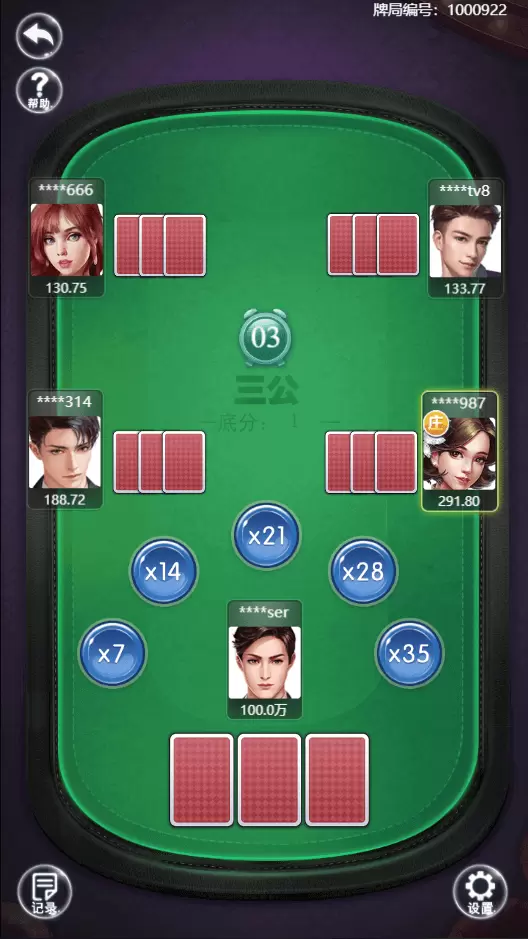 牌局编号：1000922
?
帮助
****666
130.75
****tv8
133.77
03
三公
底分： 1
****314
188.72
****987
庄
291.80
x21
x14
x28
x7
x35
****ser
100.0万
记录
设置